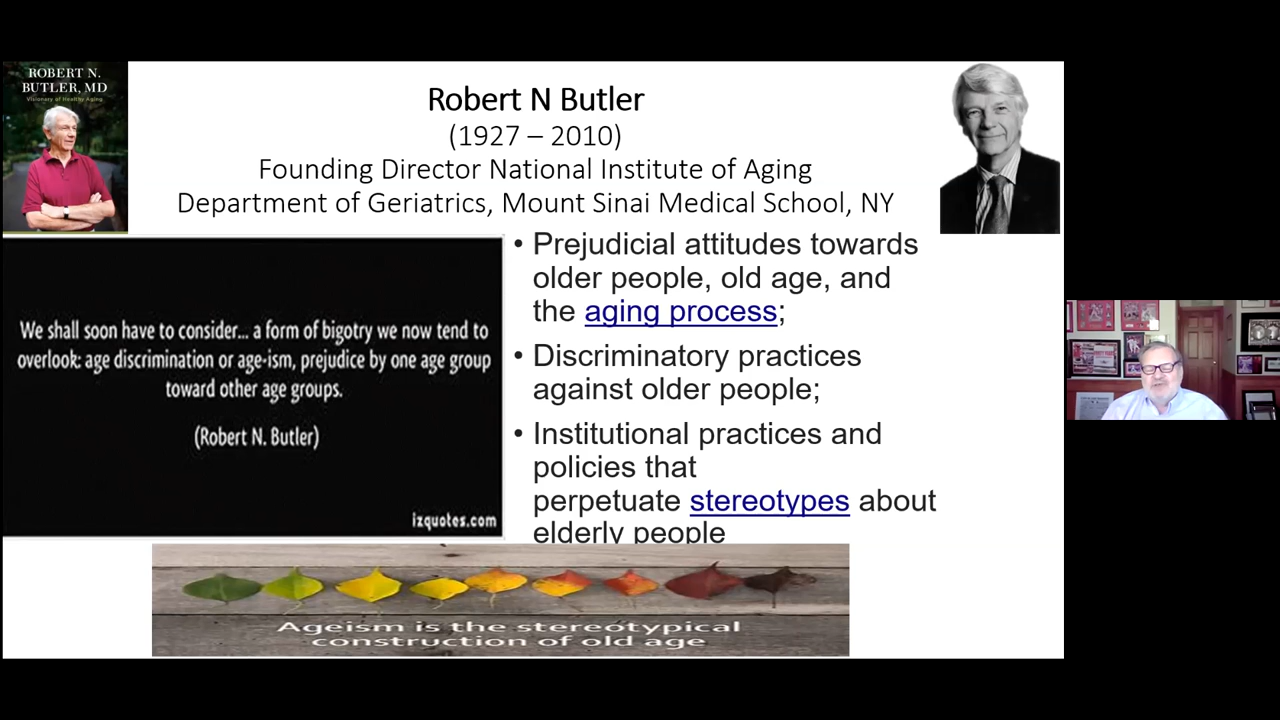 ROBERT N.
BUTLER, MD
Visionary of Healthy Aging
Robert N Butler
(1927 – 2010)
Founding Director National Institute of Aging
Department of Geriatrics, Mount Sinai Medical School, NY
We shall soon have to consider... a form of bigotry we now tend to
overlook: age discrimination or age-ism, prejudice by one age group
toward other age groups.
(Robert N. Butler)
izquotes.com
• Prejudicial attitudes towards
older people, old age, and
the aging process;
• Discriminatory practices
against older people;
• Institutional practices and
policies that
perpetuate stereotypes about
elderly people
Ageism is the stereotypical
construction of old age